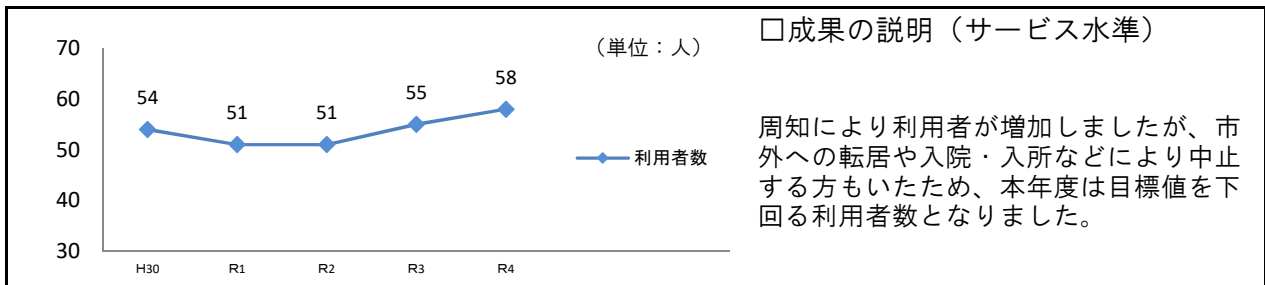 70
60
50
40
30
(単位:人)
54
51
51
55
58
利用者数
H30
R1
R2
R3
R4
□成果の説明(サービス水準)
周知により利用者が増加しましたが、市
外への転居や入院・入所などにより中止
する方もいたため、本年度は目標値を下
回る利用者数となりました。